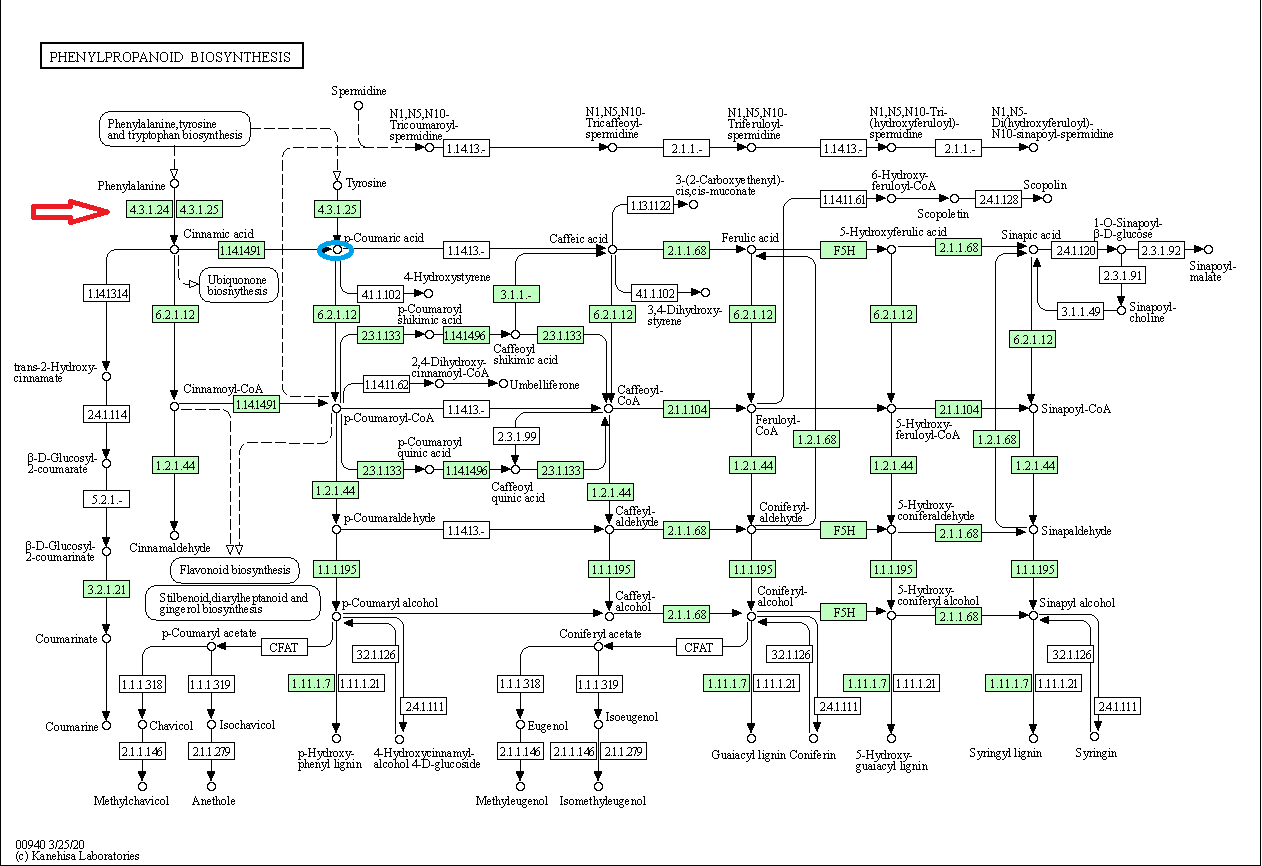 PHENYLPROPANOID BIOSYNTHESIS
Spermidine
Phenylalanine,tyrosine
and tryptophan biosynthesis
N1,N5,N10-
Tricoumaroyl-
spermidine
1.14.13.-
N1,N5,N10-
Tricaffeoyl-
spermidine
2.1.1.-
N1,N5,N10-
Triferuloyl-
spermidine
1.14.13.-
N1,N5,N10-Tri-
(hydroxyferuloyl)-
spermidine
2.1.1.-
N1,N5-
Di(hydroxyferuloyl)-
N10-sinapoyl-spermidine
Phenylalanine
Tyrosine
3-(2-Carboxyethenyl)-
cis,cis-muconate
1.13.11.22
6-Hydroxy-
feruloyl-CoA
1.14.11.61
Scopoletin
2.4.1.128
Scopolin
4.3.1.24
4.3.1.25
4.3.1.25
Cinnamic acid
1.14.14.91
p-Coumaric acid
1.14.13.-
Caffeic acid
2.1.1.68
Ferulic acid
F5H
5-Hydroxyferulic acid
2.1.1.68
Sinapic acid
2.4.1.120
1-O-Sinapoyl-
β-D-glucose
2.3.1.92
Sinapoyl-
malate
2.3.1.91
Sinapoyl-
choline
3.1.1.49
Ubiquonone
biosnythesis
1.14.13.14
4.1.1.102
4-Hydroxystyrene
3.1.1.-
4.1.1.102
3,4-Dihydroxy-
styrene
6.2.1.12
6.2.1.12
6.2.1.12
6.2.1.12
6.2.1.12
6.2.1.12
p-Coumaroyl
shikimic acid
2.3.1.133
1.14.14.96
Caffeoyl
shikimic acid
2.3.1.133
trans-2-Hydroxy-
cinnamate
2,4-Dihydroxy-
cinnamoyl-CoA
1.14.11.62
Umbelliferone
Cinnamoyl-CoA
1.14.14.91
p-Coumaroyl-CoA
1.14.13.-
Caffeoyl-
CoA
2.1.1.104
Feruloyl-
CoA
5-Hydroxy-
feruloyl-CoA
2.1.1.104
Sinapoyl-CoA
2.4.1.114
2.3.1.99
1.2.1.68
1.2.1.68
β-D-Glucosyl-
2-coumarate
1.2.1.44
p-Coumaroyl
quinic acid
2.3.1.133
1.14.14.96
Caffeoyl
quinic acid
2.3.1.133
1.2.1.44
1.2.1.44
1.2.1.44
1.2.1.44
1.2.1.44
5.2.1.-
Cinnamaldehyde
p-Coumaraldehyde
1.14.13.-
Caffeyl-
aldehyde
2.1.1.68
Coniferyl-
aldehyde
F5H
5-Hydroxy-
coniferaldehyde
2.1.1.68
Sinapaldehyde
β-D-Glucosyl-
2-coumarinate
Flavonoid biosynthesis
1.1.1.195
1.1.1.195
1.1.1.195
1.1.1.195
1.1.1.195
3.2.1.21
Stilbenoid,diarylheptanoid and
gingerol biosynthesis
p-Coumaryl alcohol
Caffeyl-
alcohol
2.1.1.68
Coniferyl-
alcohol
F5H
5-Hydroxy-
coniferyl alcohol
2.1.1.68
Sinapyl alcohol
Coumarinate
p-Coumaryl acetate
CFAT
3.2.1.126
Coniferyl acetate
CFAT
3.2.1.126
3.2.1.126
1.1.1.318
1.1.1.319
1.11.1.7
1.11.1.21
1.1.1.318
1.1.1.319
1.11.1.7
1.11.1.21
1.11.1.7
1.11.1.21
1.11.1.7
1.11.1.21
2.4.1.111
2.4.1.111
2.4.1.111
Coumarine
Chavicol
Isochavicol
Eugenol
Isoeugenol
2.1.1.146
2.1.1.279
p-Hydroxy-
phenyl lignin
4-Hydroxycinnamyl-
alcohol 4-D-glucoside
2.1.1.146
2.1.1.146
2.1.1.279
Guaiacyl lignin
Coniferin
5-Hydroxy-
guaiacyl lignin
Syringyl lignin
Syringin
Methylchavicol
Anethole
Methyleugenol
Isomethyleugenol
00940 3/25/20
(c) Kanehisa Laboratories